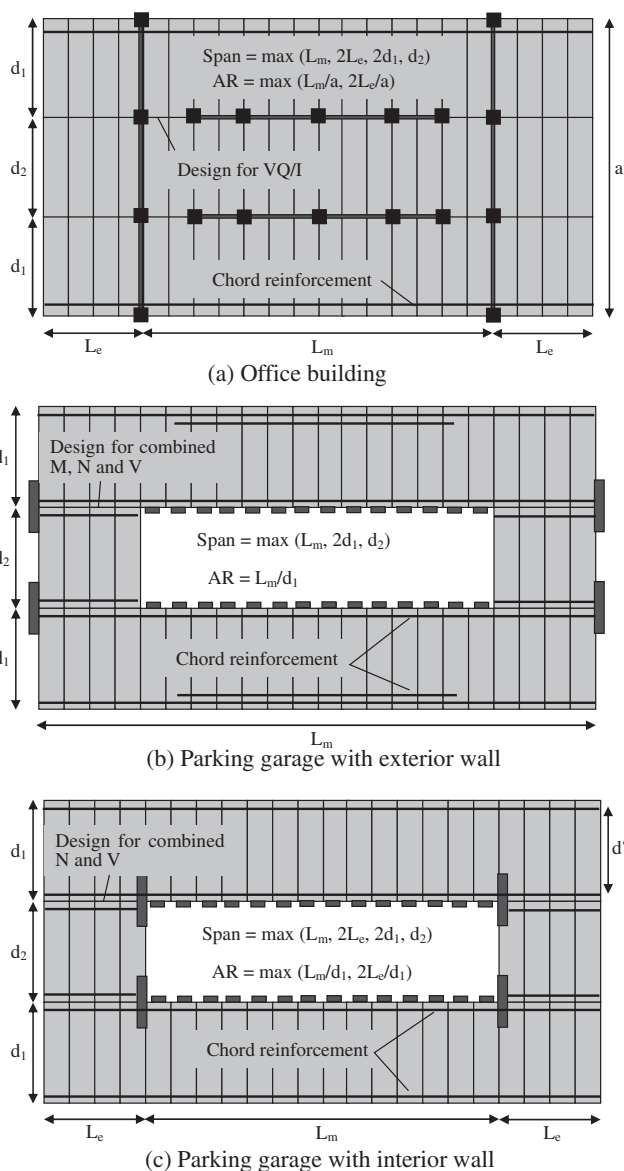 d₁
Span = max (Lₘ, 2Lₑ, 2d₁, d₂)
AR = max (Lₘ/a, 2Lₑ/a)
d₂
Design for VQ/I
a
d₁
Chord reinforcement
Lₑ
Lₘ
Lₑ
(a) Office building
d₁
Design for combined
M, N and V
d₂
Span = max (Lₘ, 2d₁, d₂)
AR = Lₘ/d₁
d₁
Chord reinforcement
Lₘ
(b) Parking garage with exterior wall
d₁
Design for combined
N and V
d'
d₂
Span = max (Lₘ, 2Lₑ, 2d₁, d₂)
AR = max (Lₘ/d₁, 2Lₑ/d₁)
d₁
Chord reinforcement
Lₑ
Lₘ
Lₑ
(c) Parking garage with interior wall